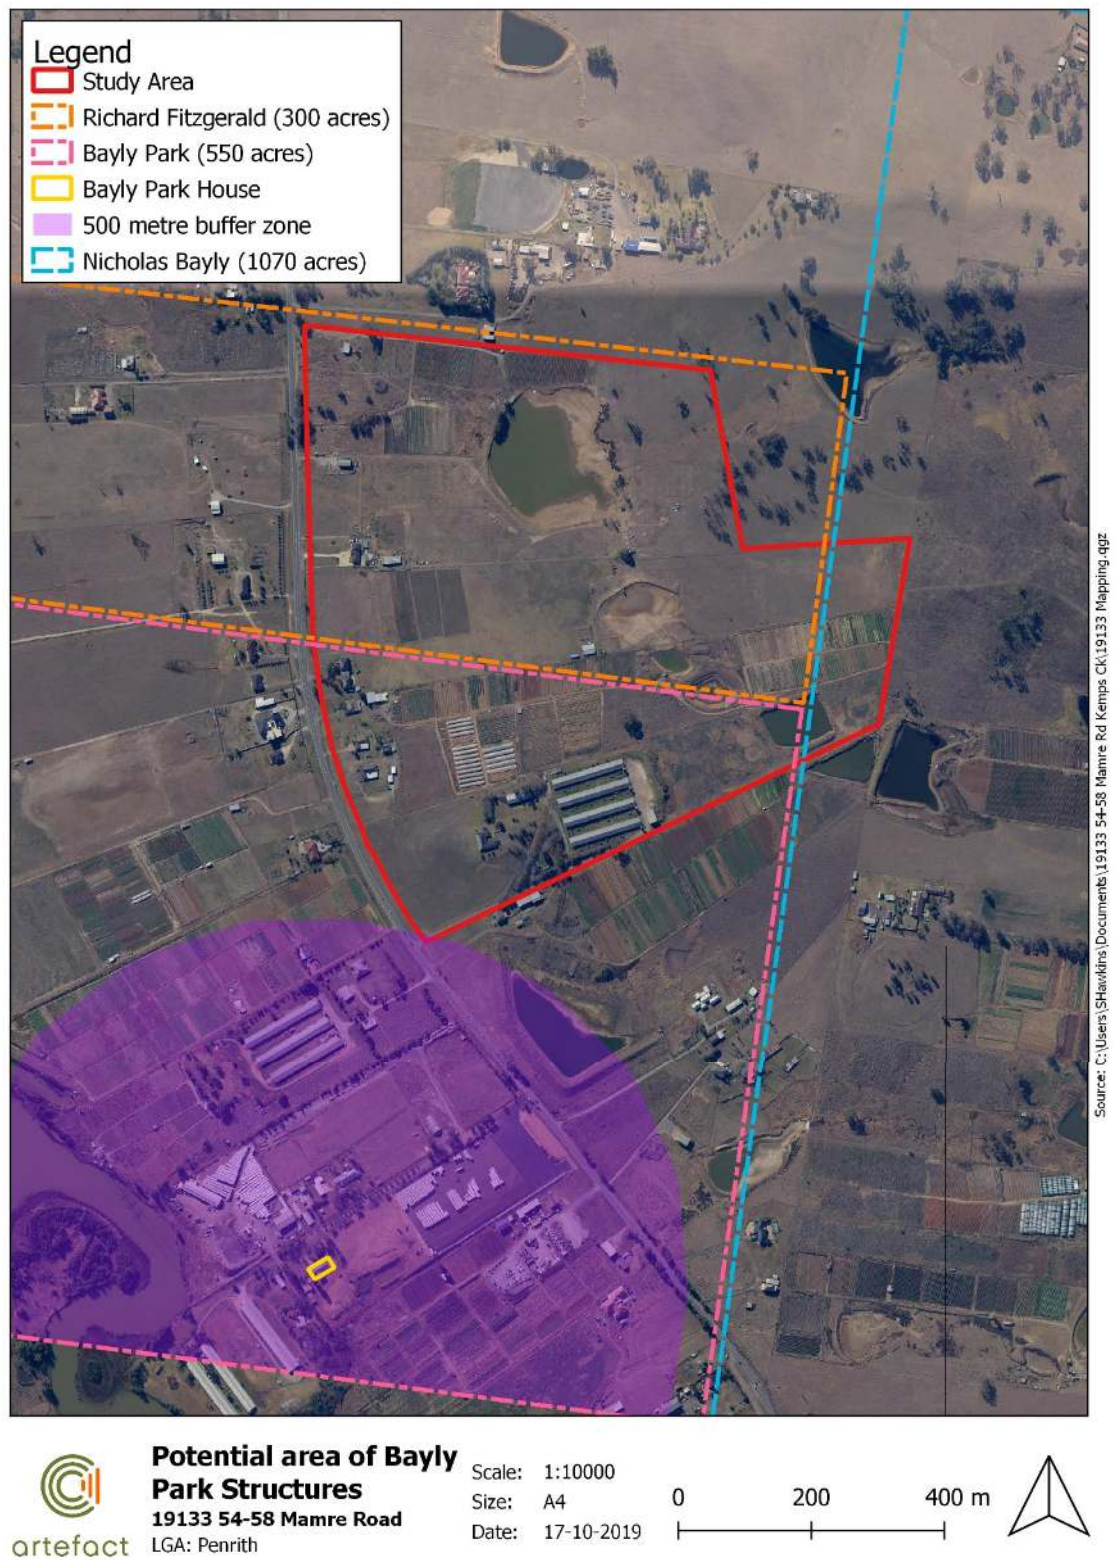 Legend
Study Area
Richard Fitzgerald (300 acres)
Bayly Park (550 acres)
Bayly Park House
500 metre buffer zone
Nicholas Bayly (1070 acres)
Source: C:\Users\SHawkins\Documents\19133 54-58 Mamre Rd Kemps Ck\19133 Mapping.qgz
artefact
Potential area of Bayly
Park Structures
19133 54-58 Mamre Road
LGA: Penrith
Scale: 1:10000
Size: A4
Date: 17-10-2019
0 200 400 m